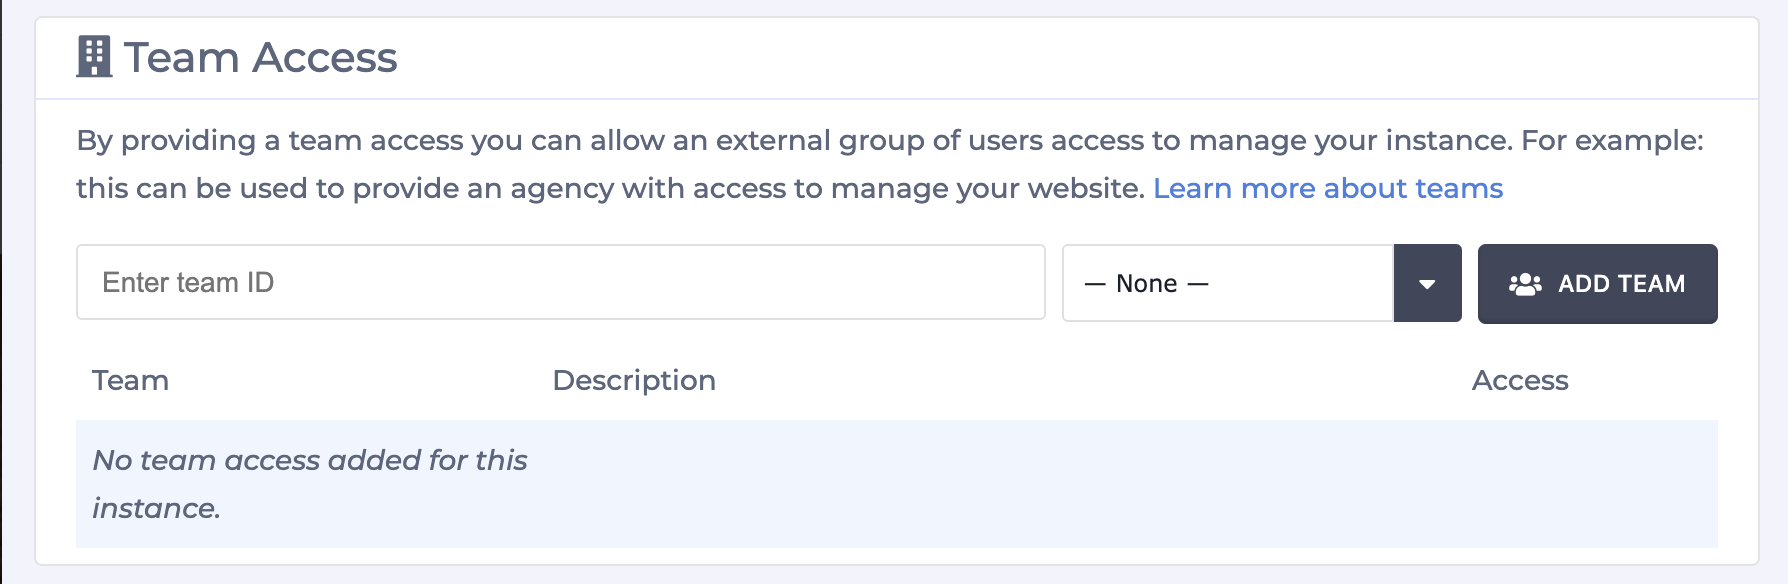 Team Access
By providing a team access you can allow an external group of users access to manage your instance. For example:
this can be used to provide an agency with access to manage your website. Learn more about teams
Enter team ID
— None —
ADD TEAM
Team Description Access
No team access added for this
instance.